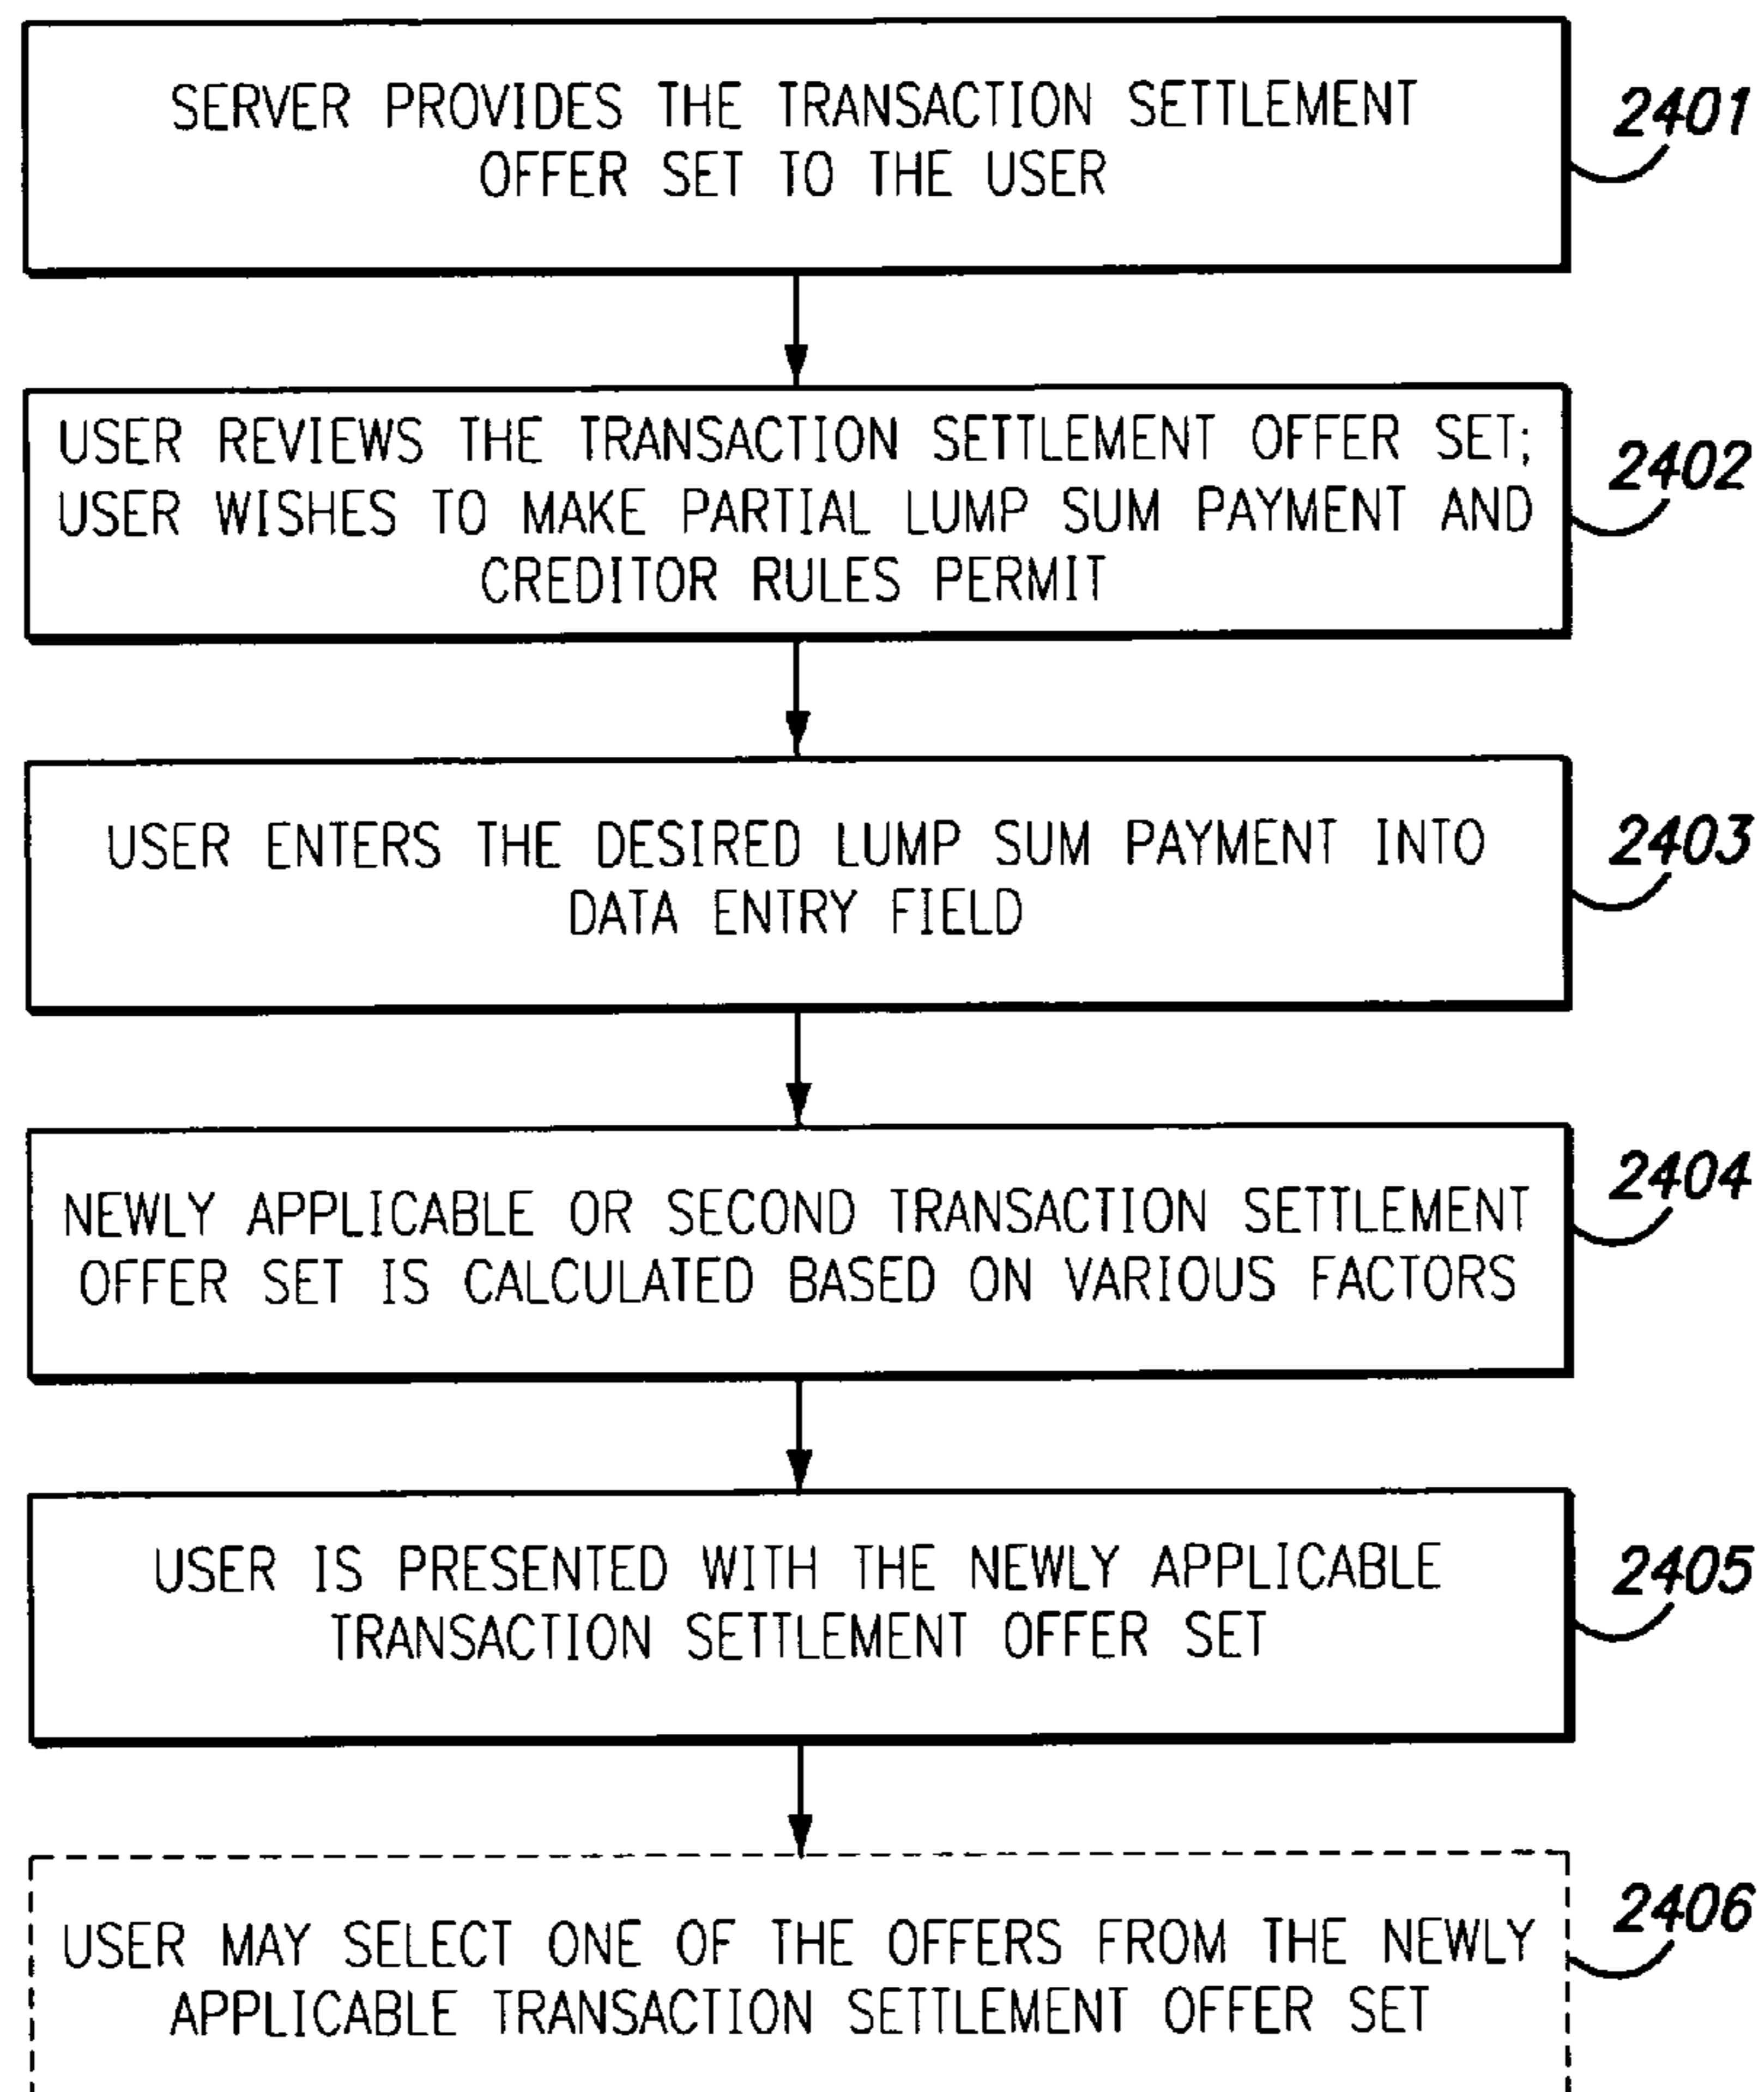 SERVER PROVIDES THE TRANSACTION SETTLEMENT
OFFER SET TO THE USER
2401
USER REVIEWS THE TRANSACTION SETTLEMENT OFFER SET;
USER WISHES TO MAKE PARTIAL LUMP SUM PAYMENT AND
CREDITOR RULES PERMIT
2402
USER ENTERS THE DESIRED LUMP SUM PAYMENT INTO
DATA ENTRY FIELD
2403
NEWLY APPLICABLE OR SECOND TRANSACTION SETTLEMENT
OFFER SET IS CALCULATED BASED ON VARIOUS FACTORS
2404
USER IS PRESENTED WITH THE NEWLY APPLICABLE
TRANSACTION SETTLEMENT OFFER SET
2405
USER MAY SELECT ONE OF THE OFFERS FROM THE NEWLY
APPLICABLE TRANSACTION SETTLEMENT OFFER SET
2406